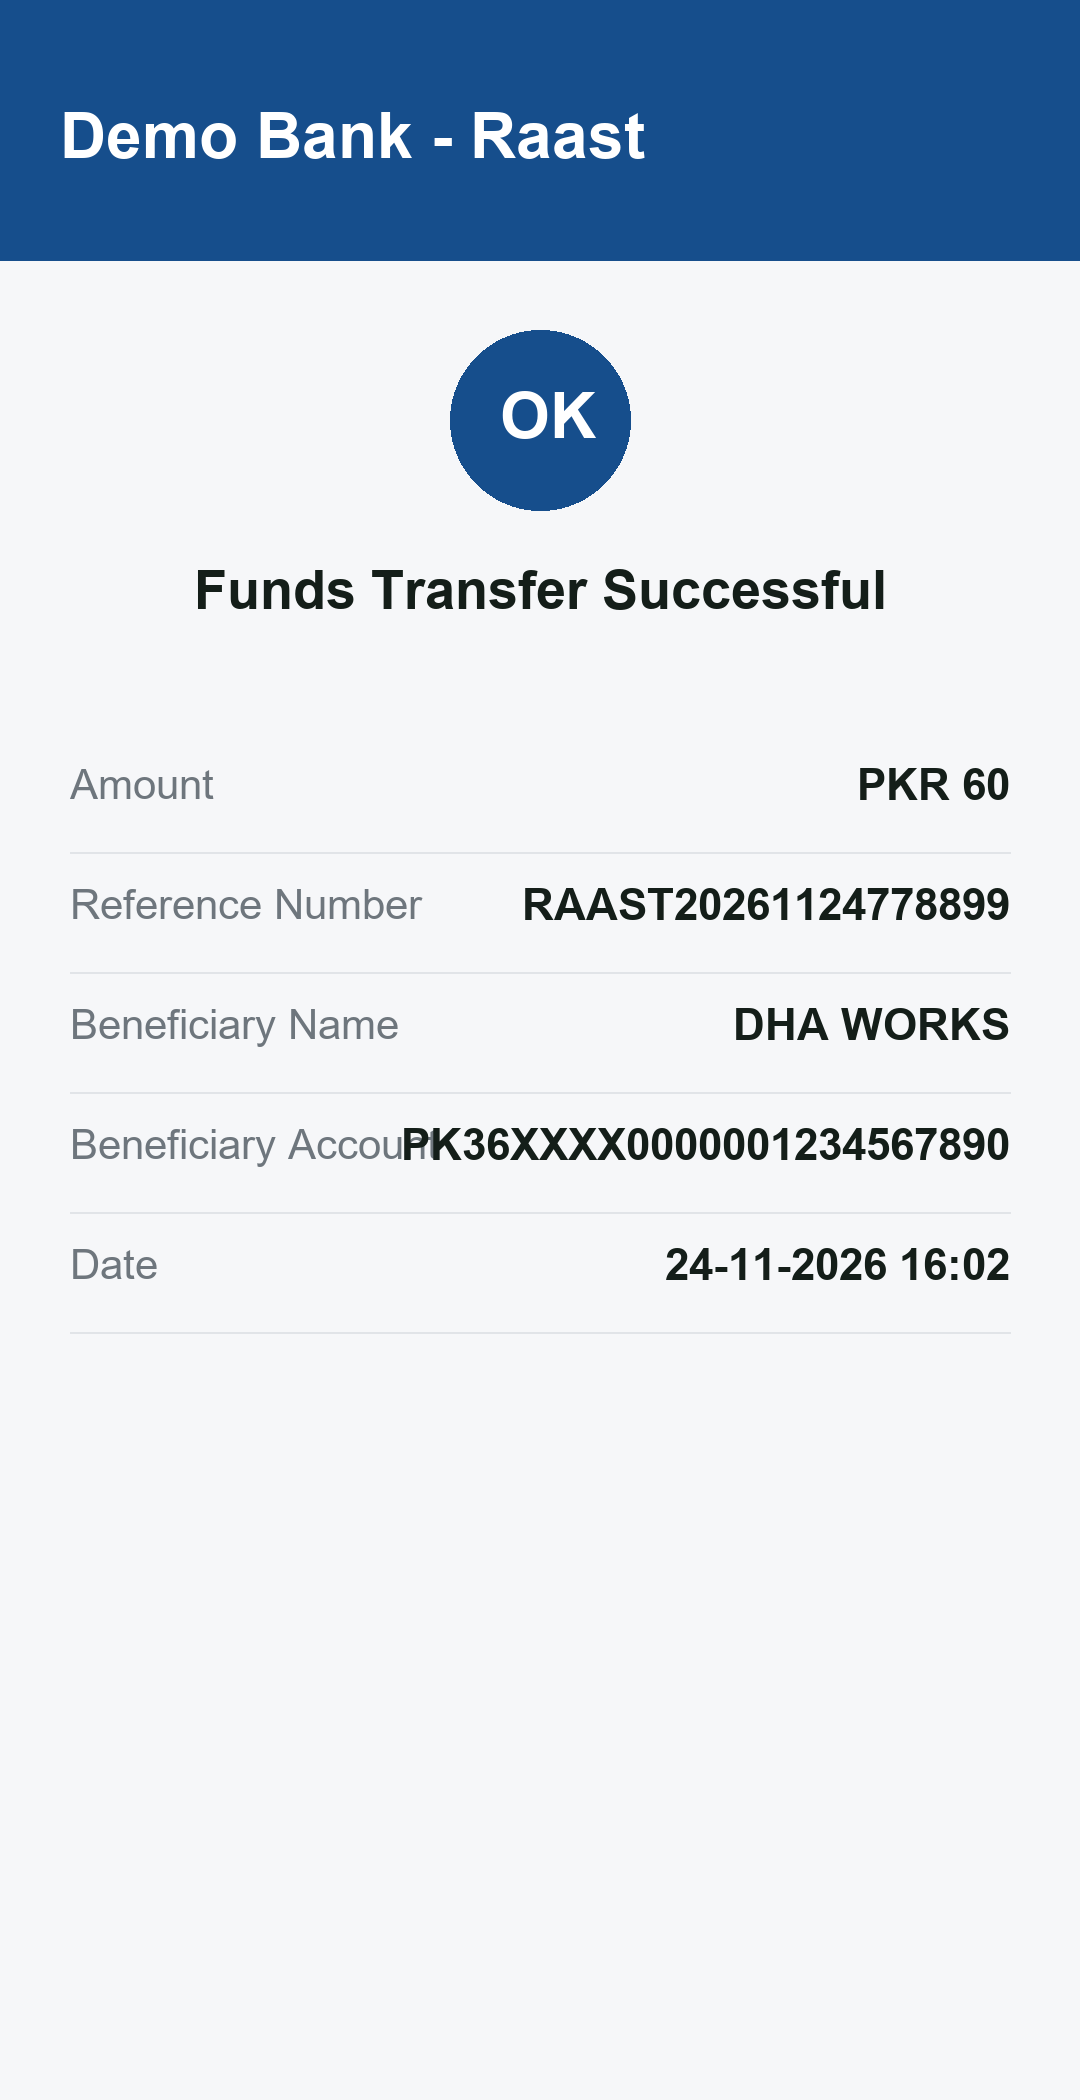 Demo Bank - Raast
OK
Funds Transfer Successful
Amount PKR 60
Reference Number RAAST20261124778899
Beneficiary Name DHA WORKS
Beneficiary Account PK36XXXX0000001234567890
Date 24-11-2026 16:02